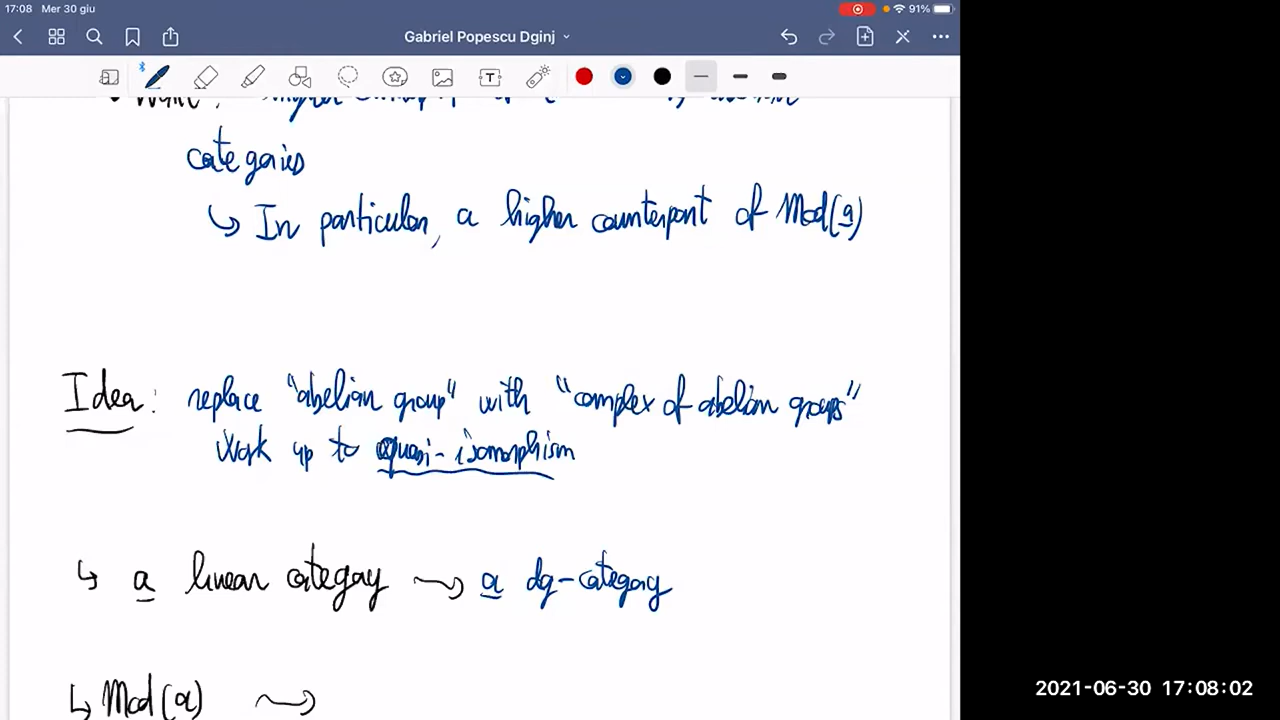 17:08 Mer 30 giu
91%
Gabriel Popescu Dginj
T
categories
↳ In particular, a higher counterpart of Mod(a)
Idea: replace "abelian group" with "complex of abelian groups"
Work up to quasi-isomorphism
↳ a linear category ⇝ a dg-category
↳ Mod(a) ⇝
2021-06-30 17:08:02